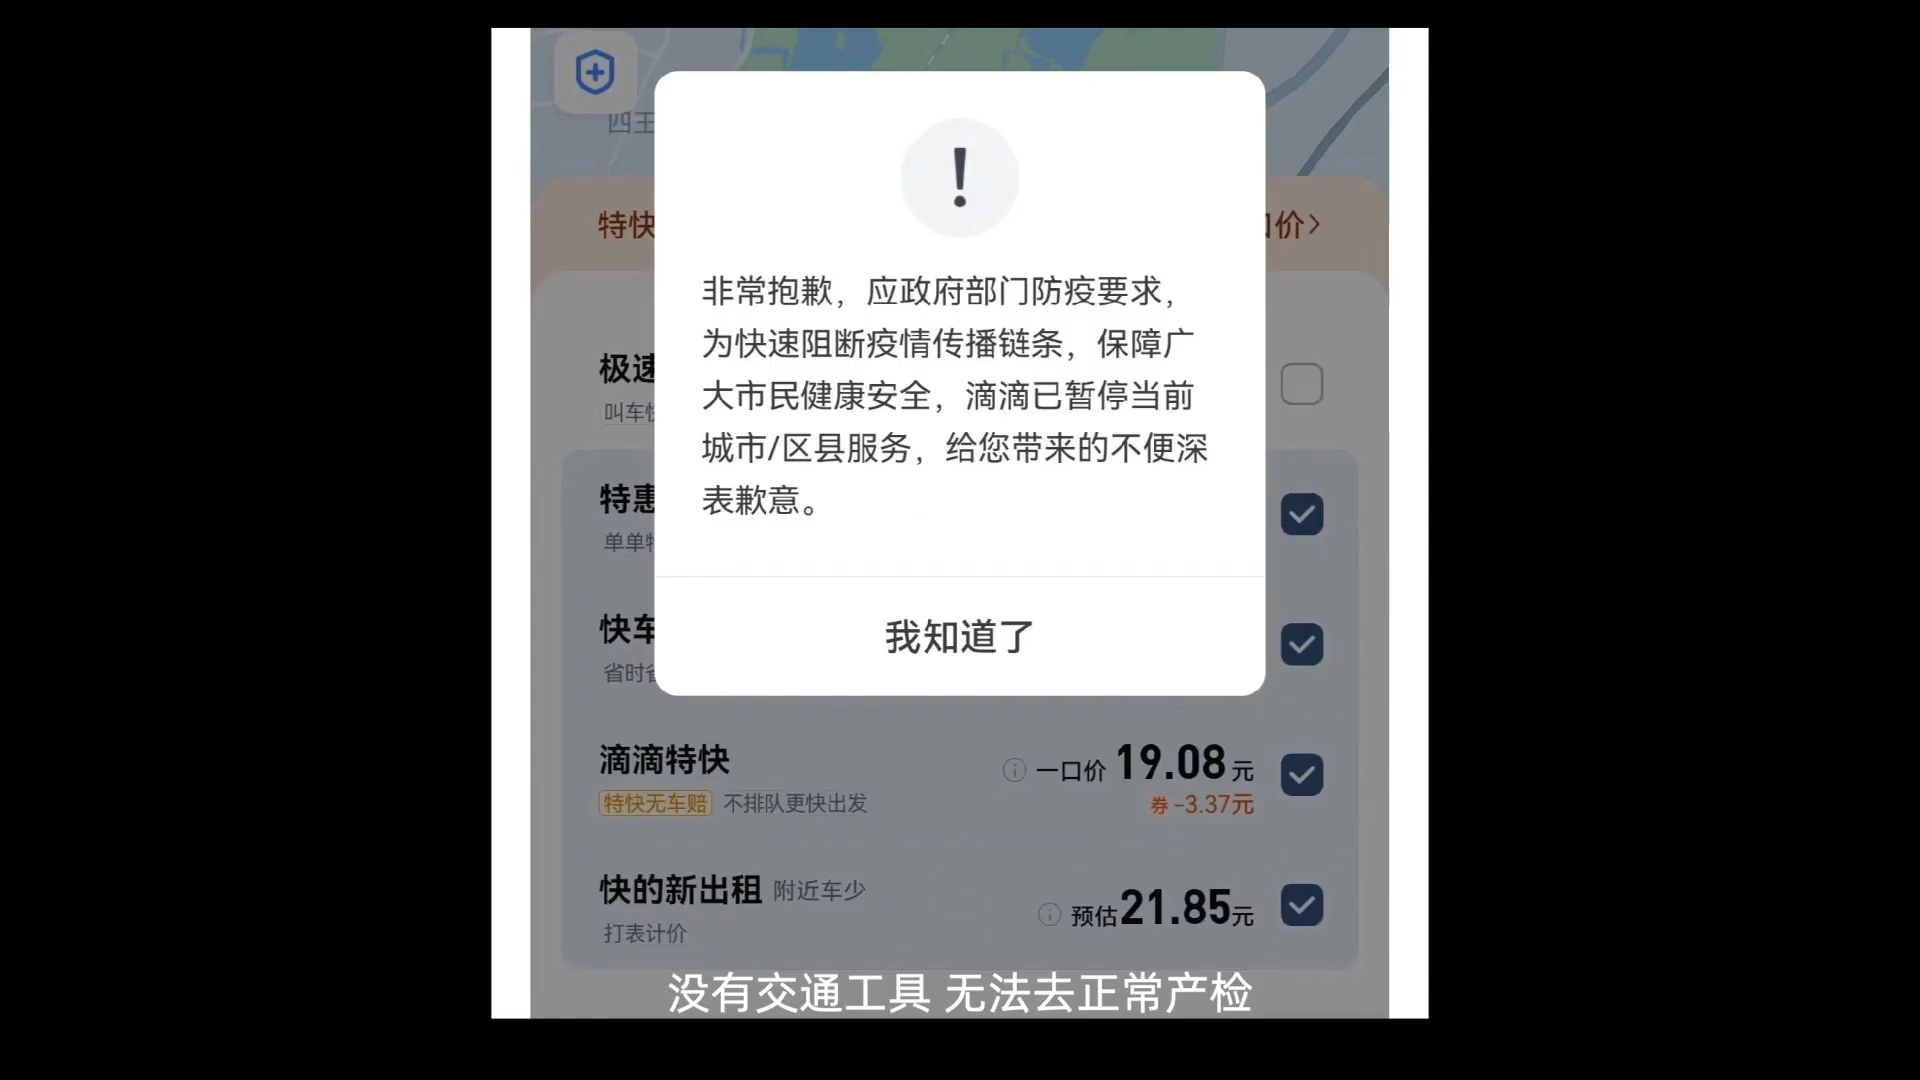 四王
特快
口价>
非常抱歉，应政府部门防疫要求，
为快速阻断疫情传播链条，保障广
大市民健康安全，滴滴已暂停当前
城市/区县服务，给您带来的不便深
表歉意。
我知道了
极速
叫车快
特惠
单单特
快车
省时省
滴滴特快
一口价 19.08 元
特快无车赔 不排队更快出发
券 -3.37元
快的新出租 附近车少
预估21.85元
打表计价
没有交通工具 无法去正常产检